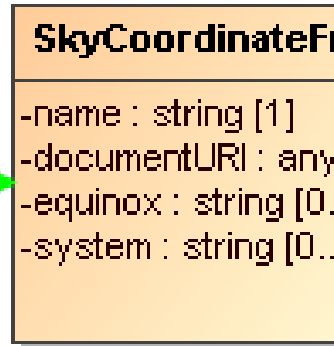 SkyCoordinateFr
-name : string [1]
-documentURI : any
-equinox : string [0..
-system : string [0..